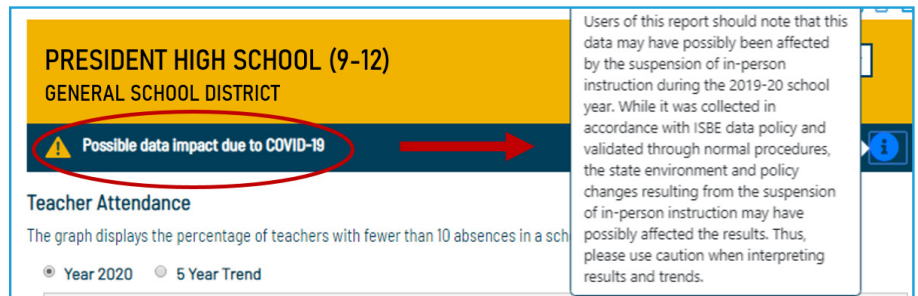 PRESIDENT HIGH SCHOOL (9-12)
GENERAL SCHOOL DISTRICT
Possible data impact due to COVID-19
Users of this report should note that this
data may have possibly been affected
by the suspension of in-person
instruction during the 2019-20 school
year. While it was collected in
accordance with ISBE data policy and
validated through normal procedures,
the state environment and policy
changes resulting from the suspension
of in-person instruction may have
possibly affected the results. Thus,
please use caution when interpreting
results and trends.
Teacher Attendance
The graph displays the percentage of teachers with fewer than 10 absences in a sch
Year 2020 5 Year Trend